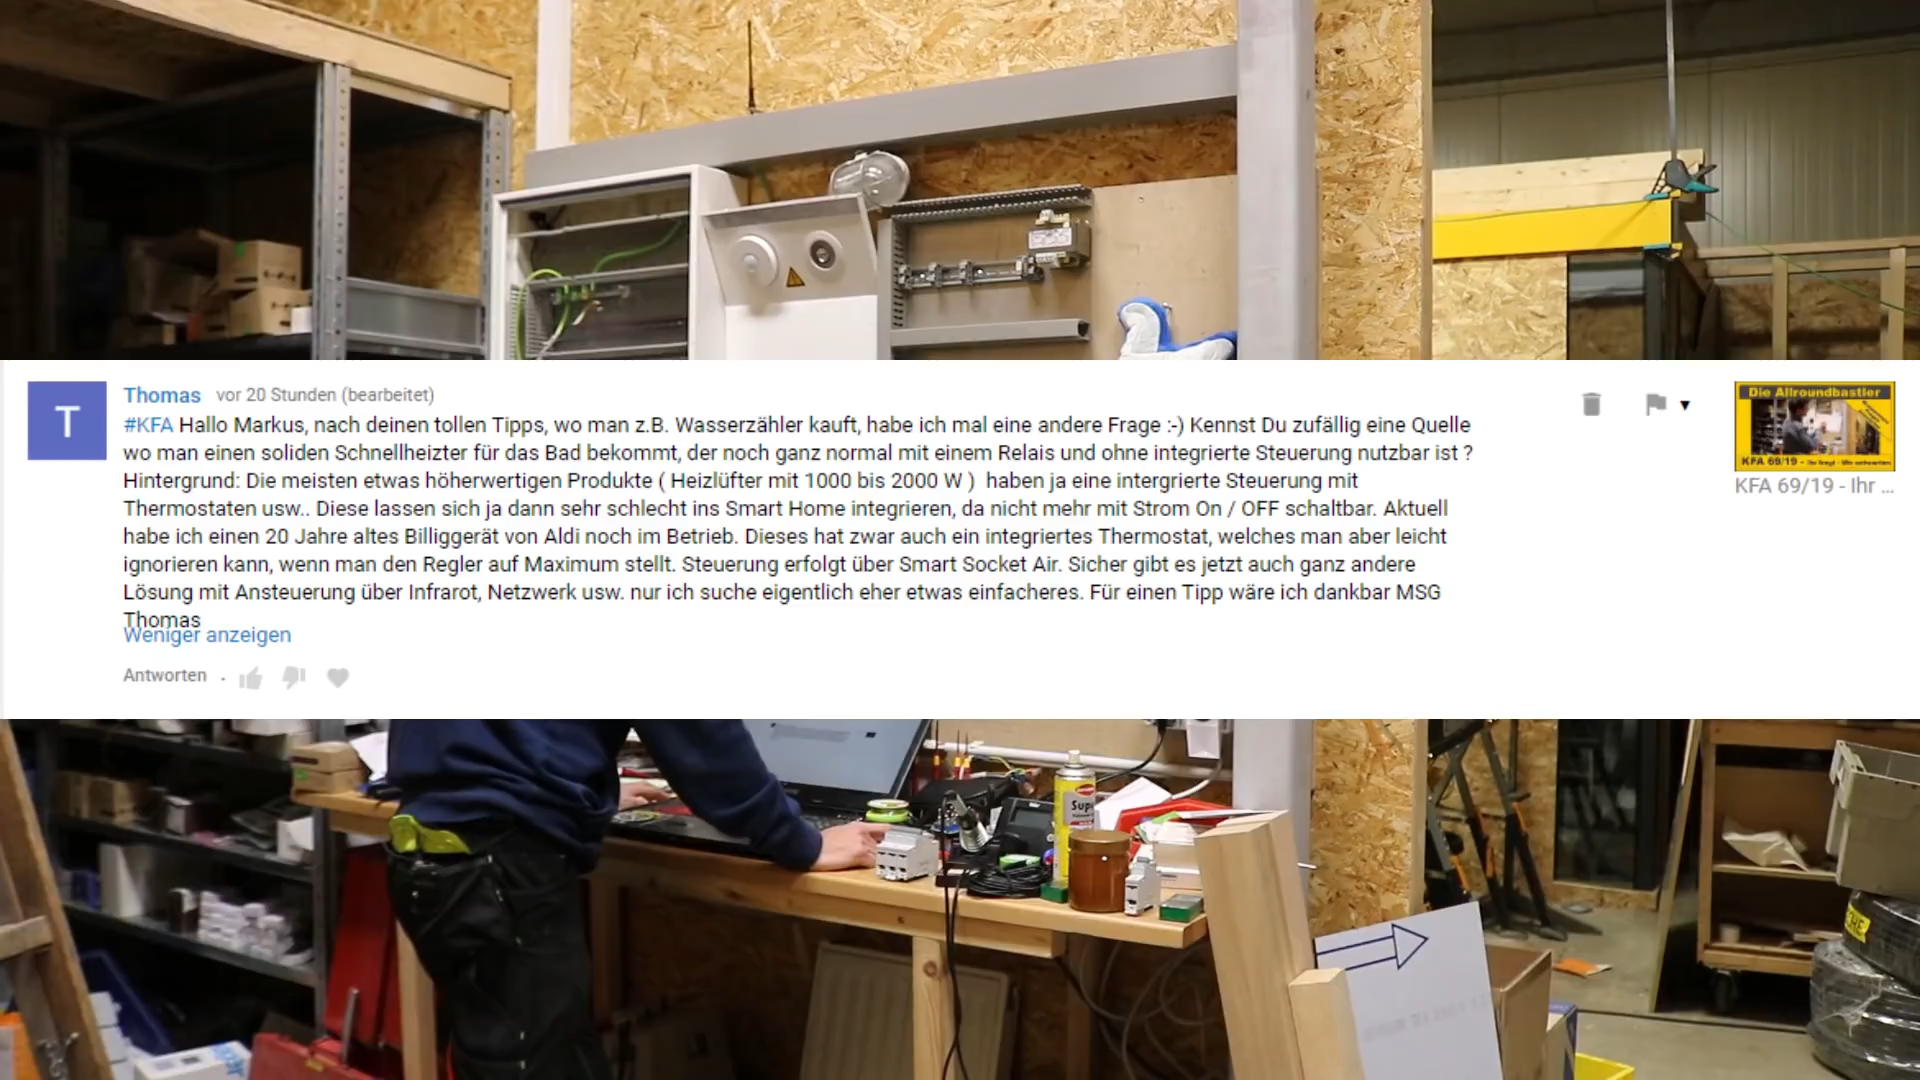 Thomas vor 20 Stunden (bearbeitet)
#KFA Hallo Markus, nach deinen tollen Tipps, wo man z.B. Wasserzähler kauft, habe ich mal eine andere Frage :-) Kennst Du zufällig eine Quelle
wo man einen soliden Schnellheizter für das Bad bekommt, der noch ganz normal mit einem Relais und ohne integrierte Steuerung nutzbar ist ?
Hintergrund: Die meisten etwas höherwertigen Produkte ( Heizlüfter mit 1000 bis 2000 W ) haben ja eine intergrierte Steuerung mit
Thermostaten usw.. Diese lassen sich ja dann sehr schlecht ins Smart Home integrieren, da nicht mehr mit Strom On / OFF schaltbar. Aktuell
habe ich einen 20 Jahre altes Billiggerät von Aldi noch im Betrieb. Dieses hat zwar auch ein integriertes Thermostat, welches man aber leicht
ignorieren kann, wenn man den Regler auf Maximum stellt. Steuerung erfolgt über Smart Socket Air. Sicher gibt es jetzt auch ganz andere
Lösung mit Ansteuerung über Infrarot, Netzwerk usw. nur ich suche eigentlich eher etwas einfacheres. Für einen Tipp wäre ich dankbar MSG
Thomas
Weniger anzeigen
Antworten .
T
Die Allroundbastler
KFA 69/19 - Ihr fragt - Wir antworten
KFA 69/19 - Ihr ...
Supe